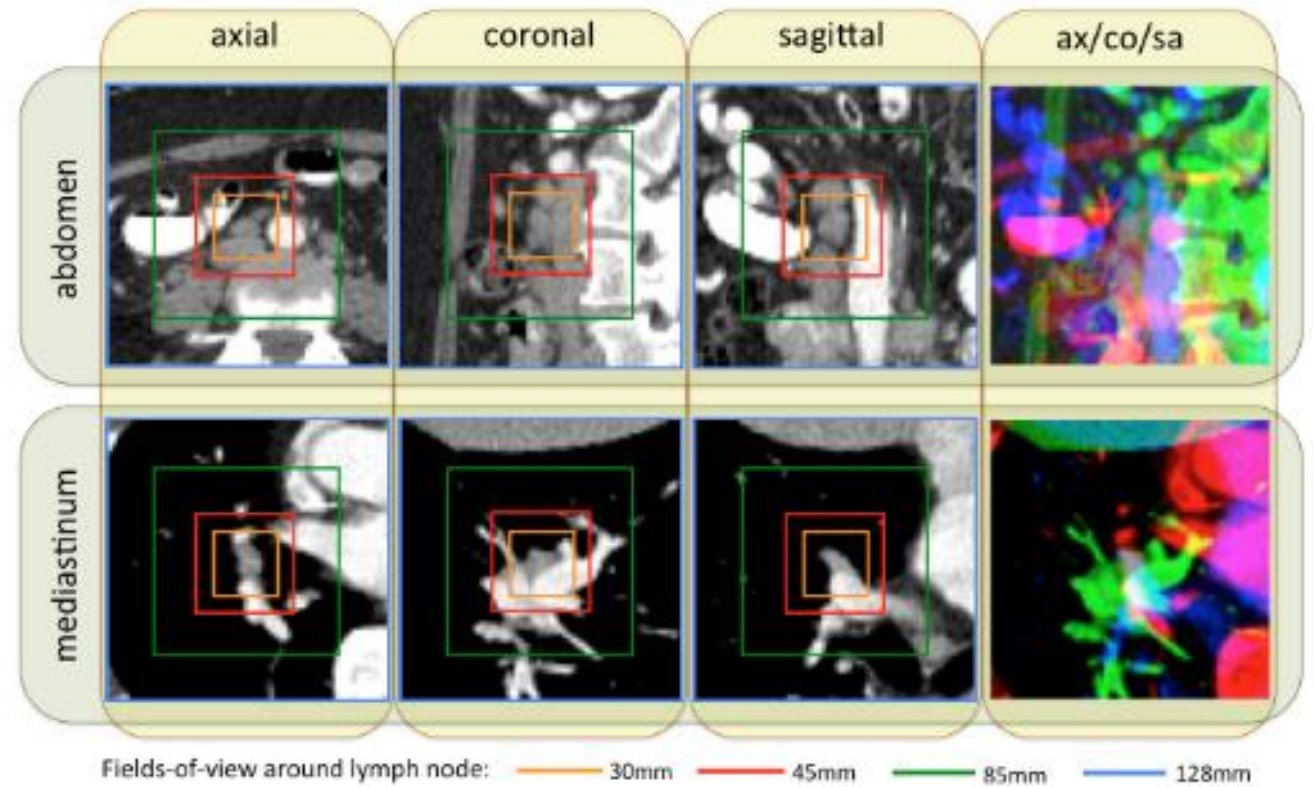 axial coronal sagittal ax/co/sa
abdomen
mediastinum
Fields-of-view around lymph node: 30mm 45mm 85mm 128mm